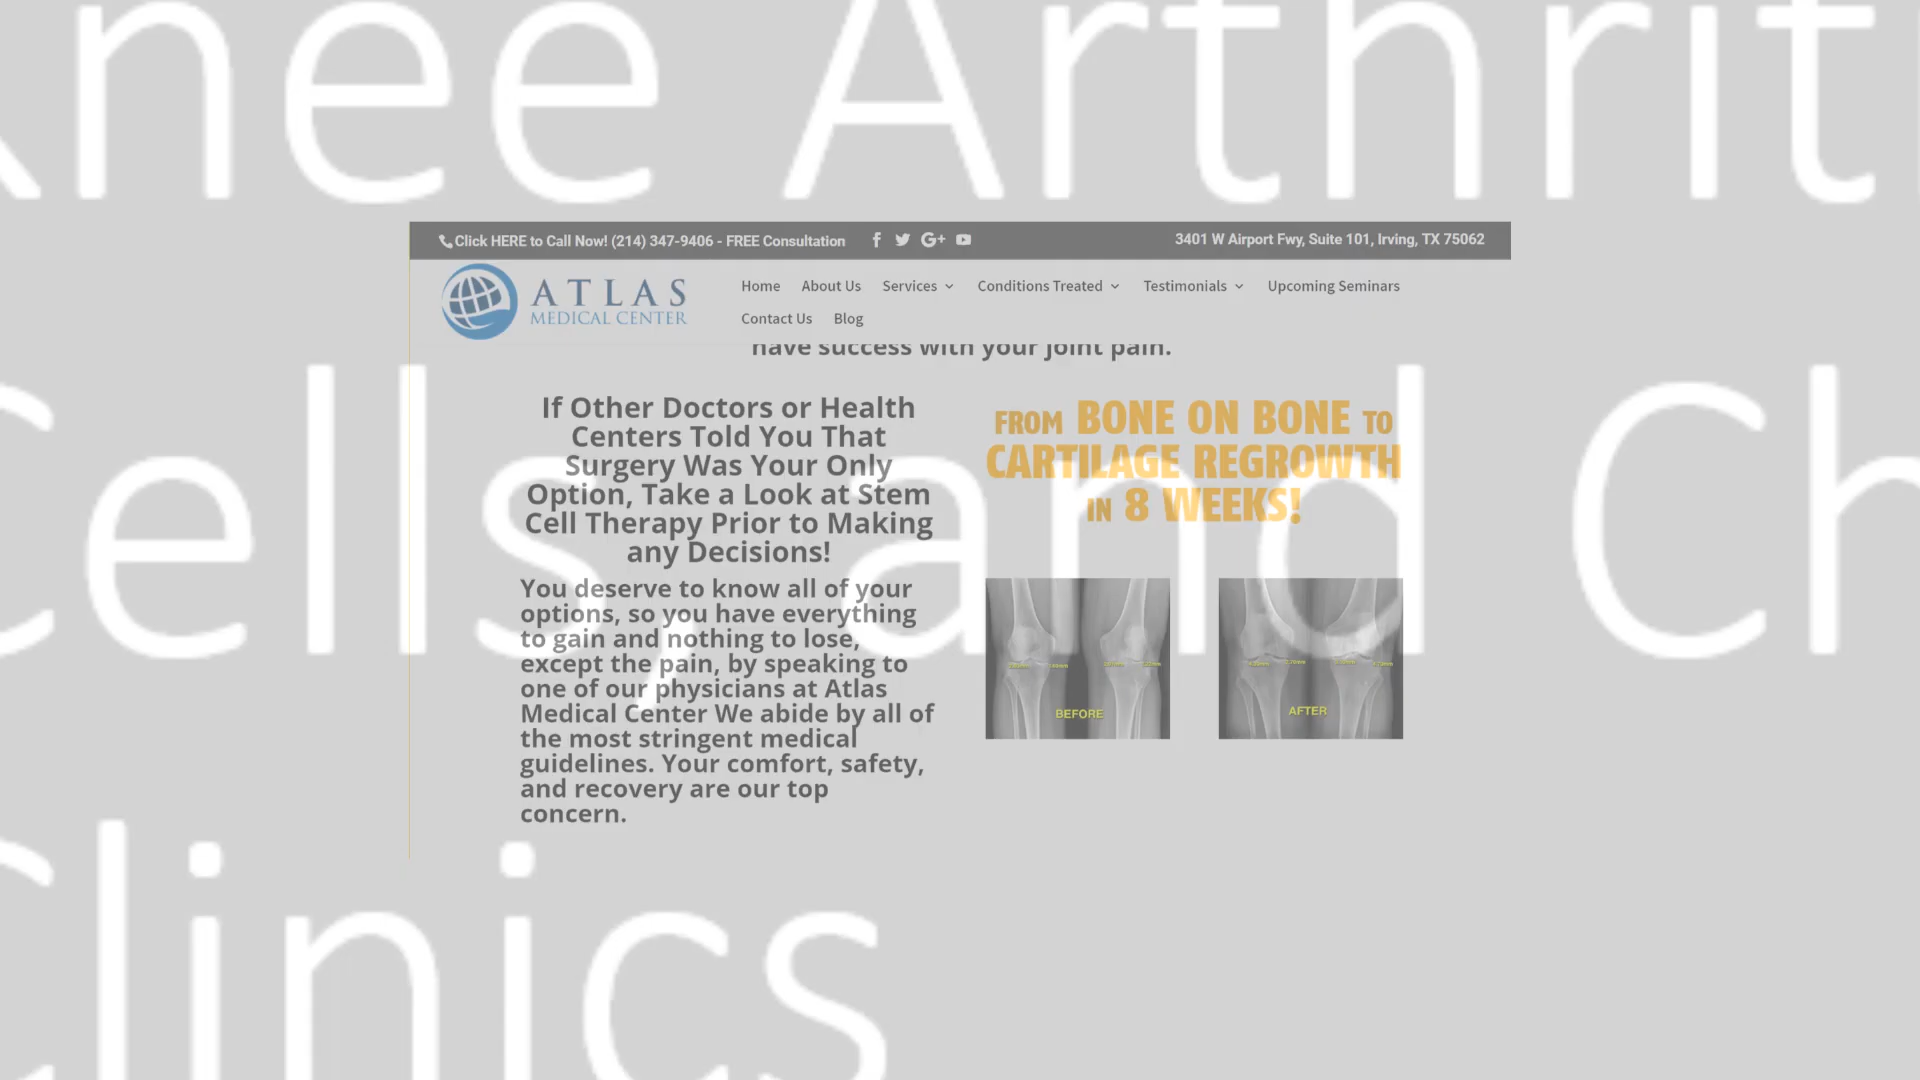 Knee Arthriti
Click HERE to Call Now! (214) 347-9406 - FREE Consultation
3401 W Airport Fwy, Suite 101, Irving, TX 75062
ATLAS
MEDICAL CENTER
Home About Us Services Conditions Treated Testimonials Upcoming Seminars
Contact Us Blog
have success with your joint pain.
Cells, and Ch
If Other Doctors or Health
Centers Told You That
Surgery Was Your Only
Option, Take a Look at Stem
Cell Therapy Prior to Making
any Decisions!
You deserve to know all of your
options, so you have everything
to gain and nothing to lose,
except the pain, by speaking to
one of our physicians at Atlas
Medical Center We abide by all of
the most stringent medical
guidelines. Your comfort, safety,
and recovery are our top
concern.
FROM BONE ON BONE TO
CARTILAGE REGROWTH
IN 8 WEEKS!
BEFORE
AFTER
Clinics